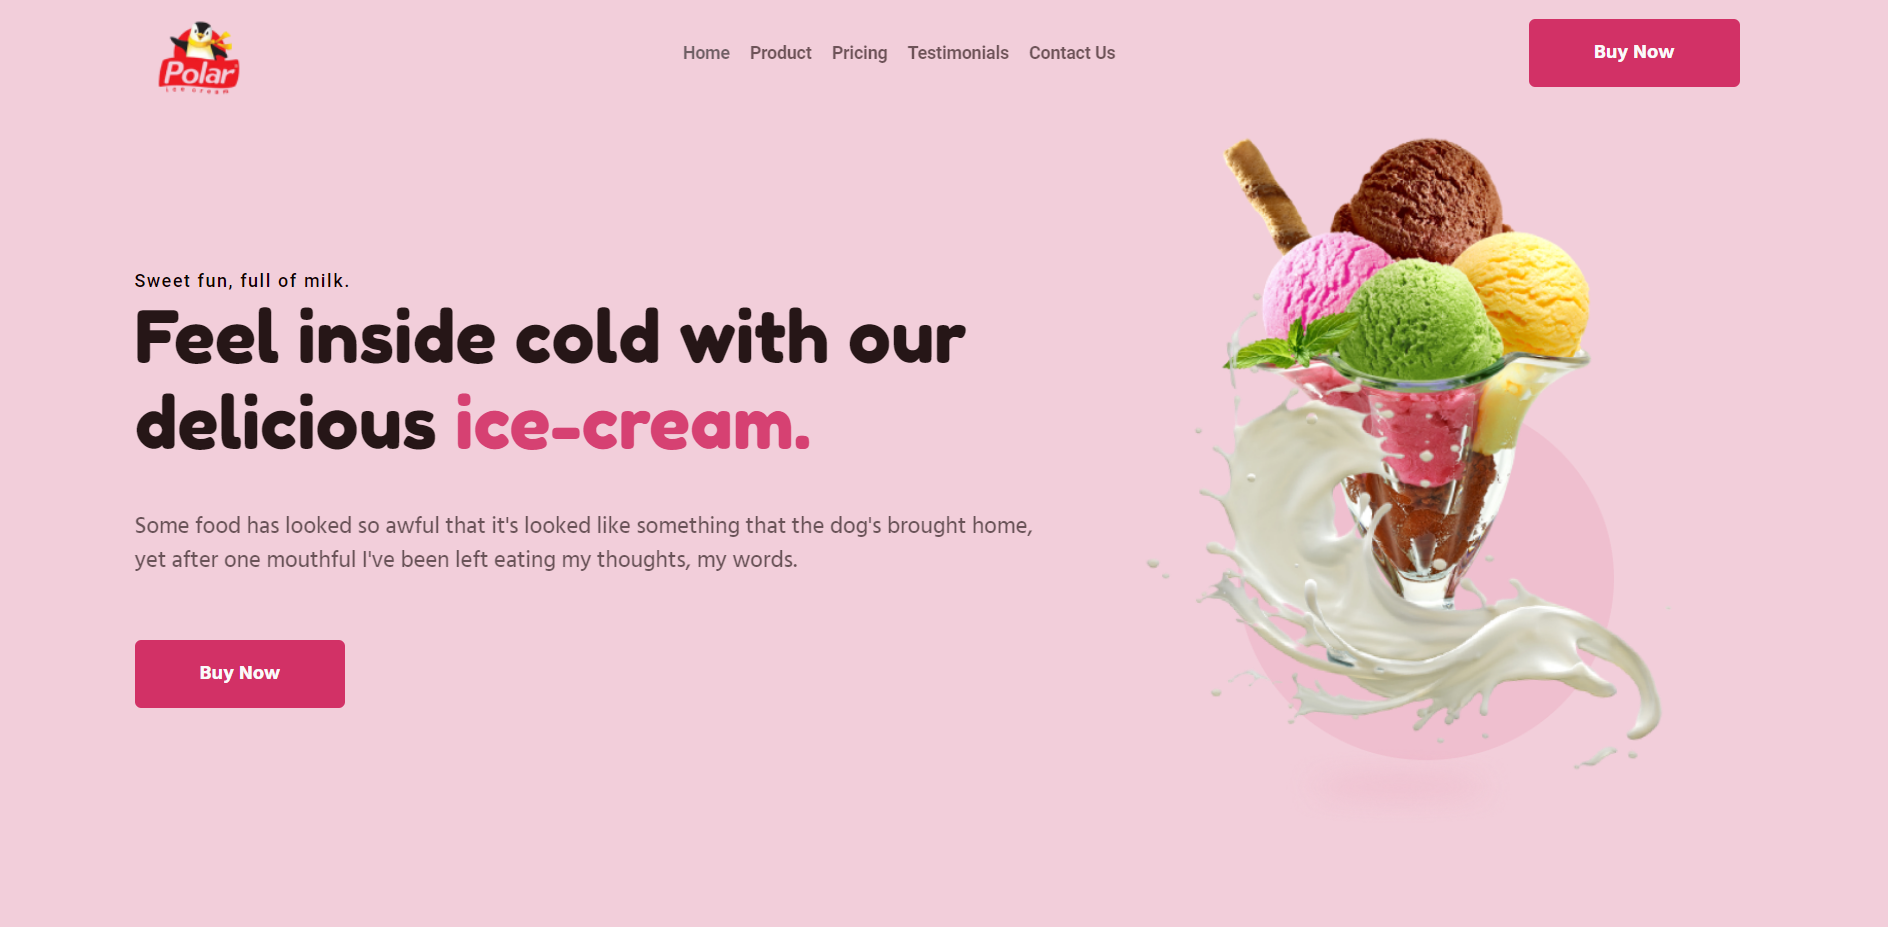 Polar
ice cream
Home Product Pricing Testimonials Contact Us
Buy Now
Sweet fun, full of milk.
Feel inside cold with our
delicious ice-cream.
Some food has looked so awful that it's looked like something that the dog's brought home,
yet after one mouthful I've been left eating my thoughts, my words.
Buy Now